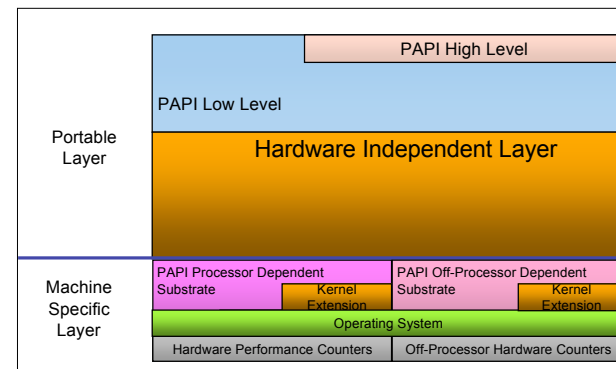 PAPI High Level
PAPI Low Level
Portable
Layer
Hardware Independent Layer
Machine
Specific
Layer
PAPI Processor Dependent
Substrate
Kernel
Extension
PAPI Off-Processor Dependent
Substrate
Kernel
Extension
Operating System
Hardware Performance Counters
Off-Processor Hardware Counters